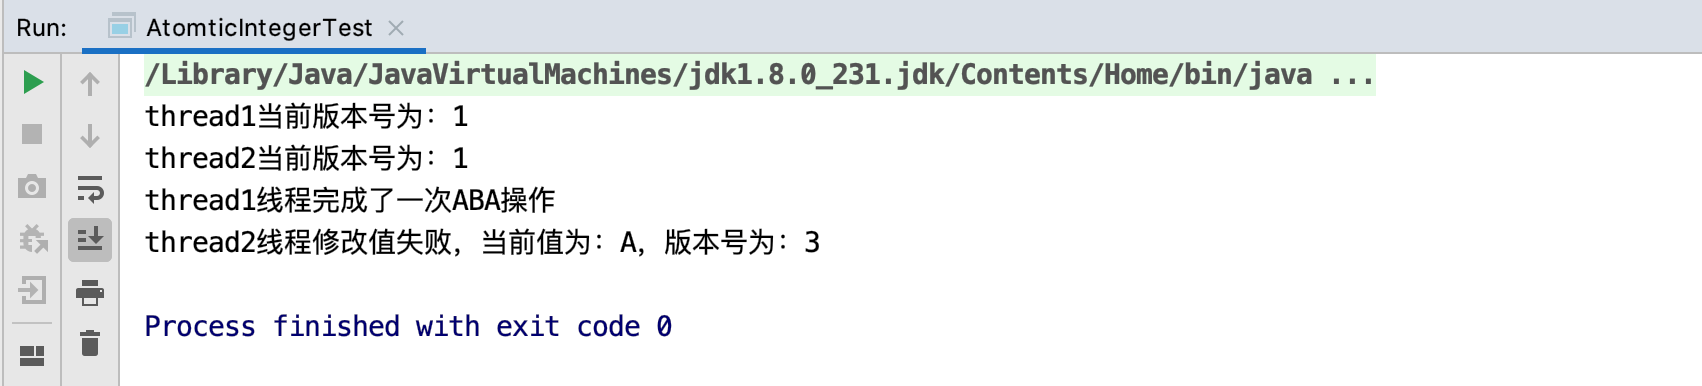 Run: AtomticIntegerTest
/Library/Java/JavaVirtualMachines/jdk1.8.0_231.jdk/Contents/Home/bin/java ...
thread1当前版本号为：1
thread2当前版本号为：1
thread1线程完成了一次ABA操作
thread2线程修改值失败，当前值为：A，版本号为：3
Process finished with exit code 0